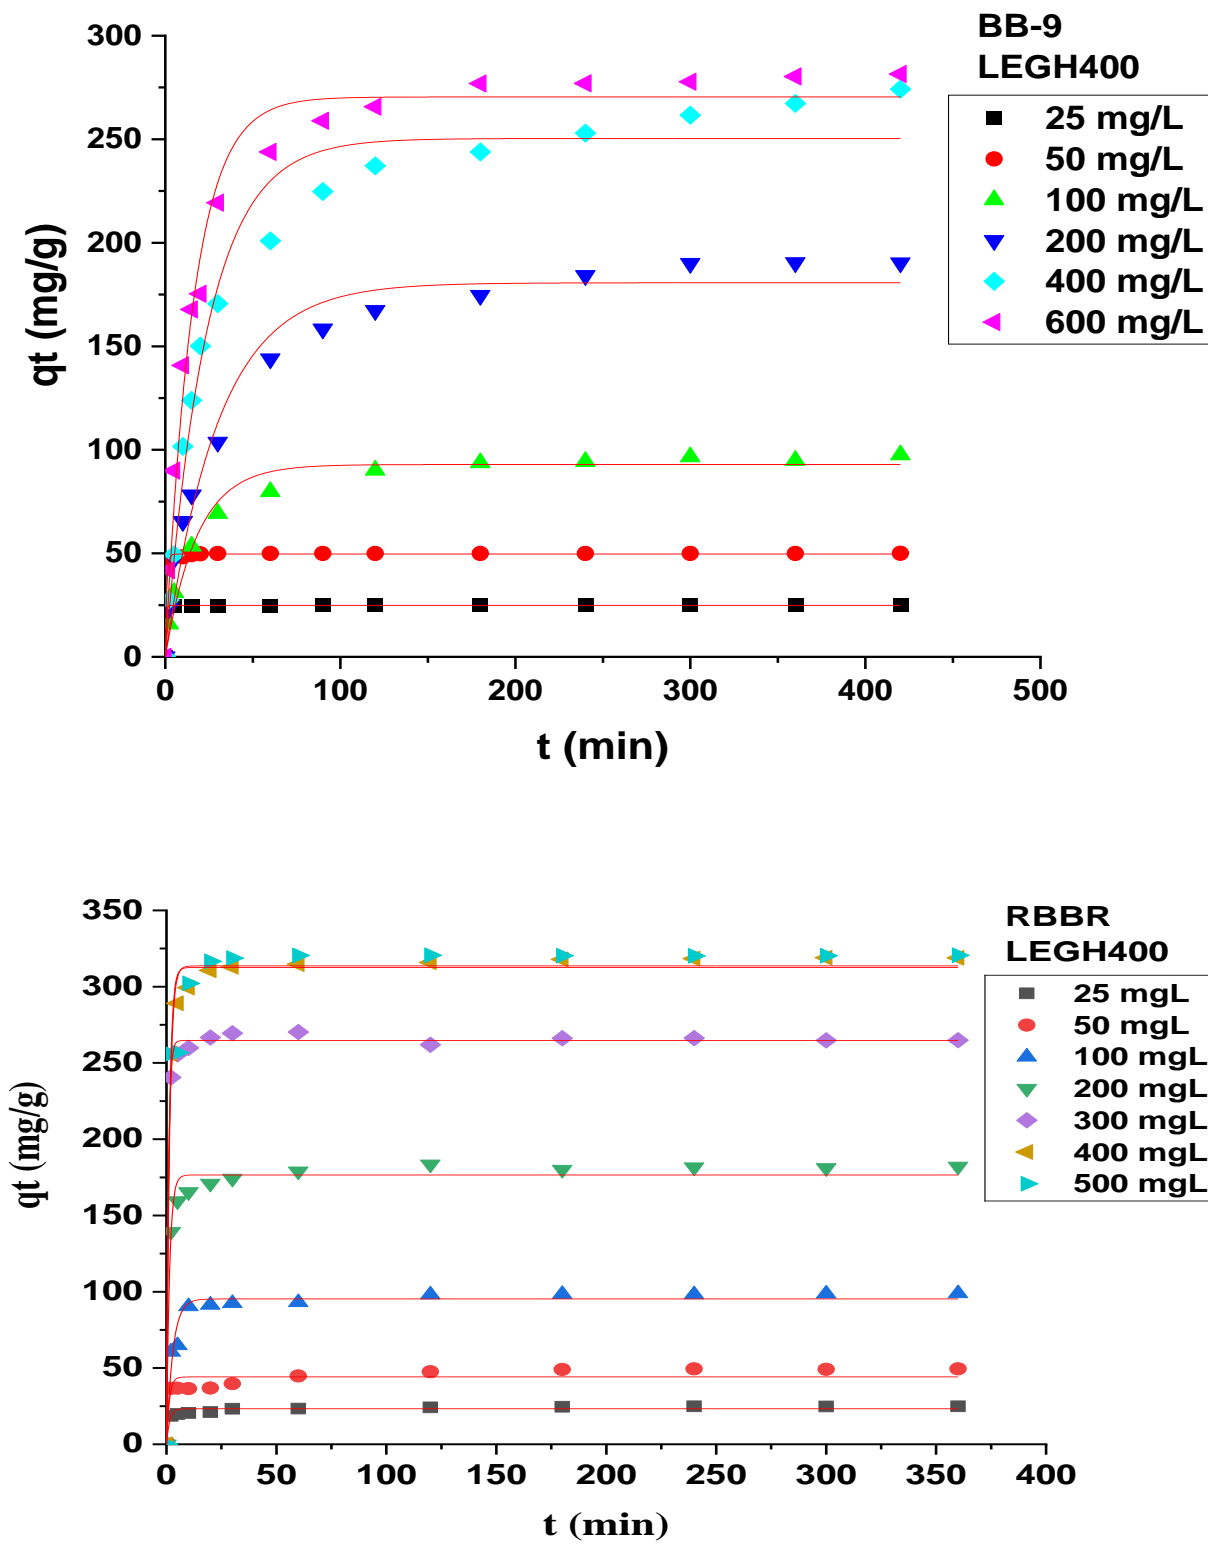 BB-9
LEGH400
25 mg/L
50 mg/L
100 mg/L
200 mg/L
400 mg/L
600 mg/L
300
250
200
150
100
50
0
qt (mg/g)
0 100 200 300 400 500
t (min)
RBBR
LEGH400
25 mgL
50 mgL
100 mgL
200 mgL
300 mgL
400 mgL
500 mgL
350
300
250
200
150
100
50
0
qt (mg/g)
0 50 100 150 200 250 300 350 400
t (min)